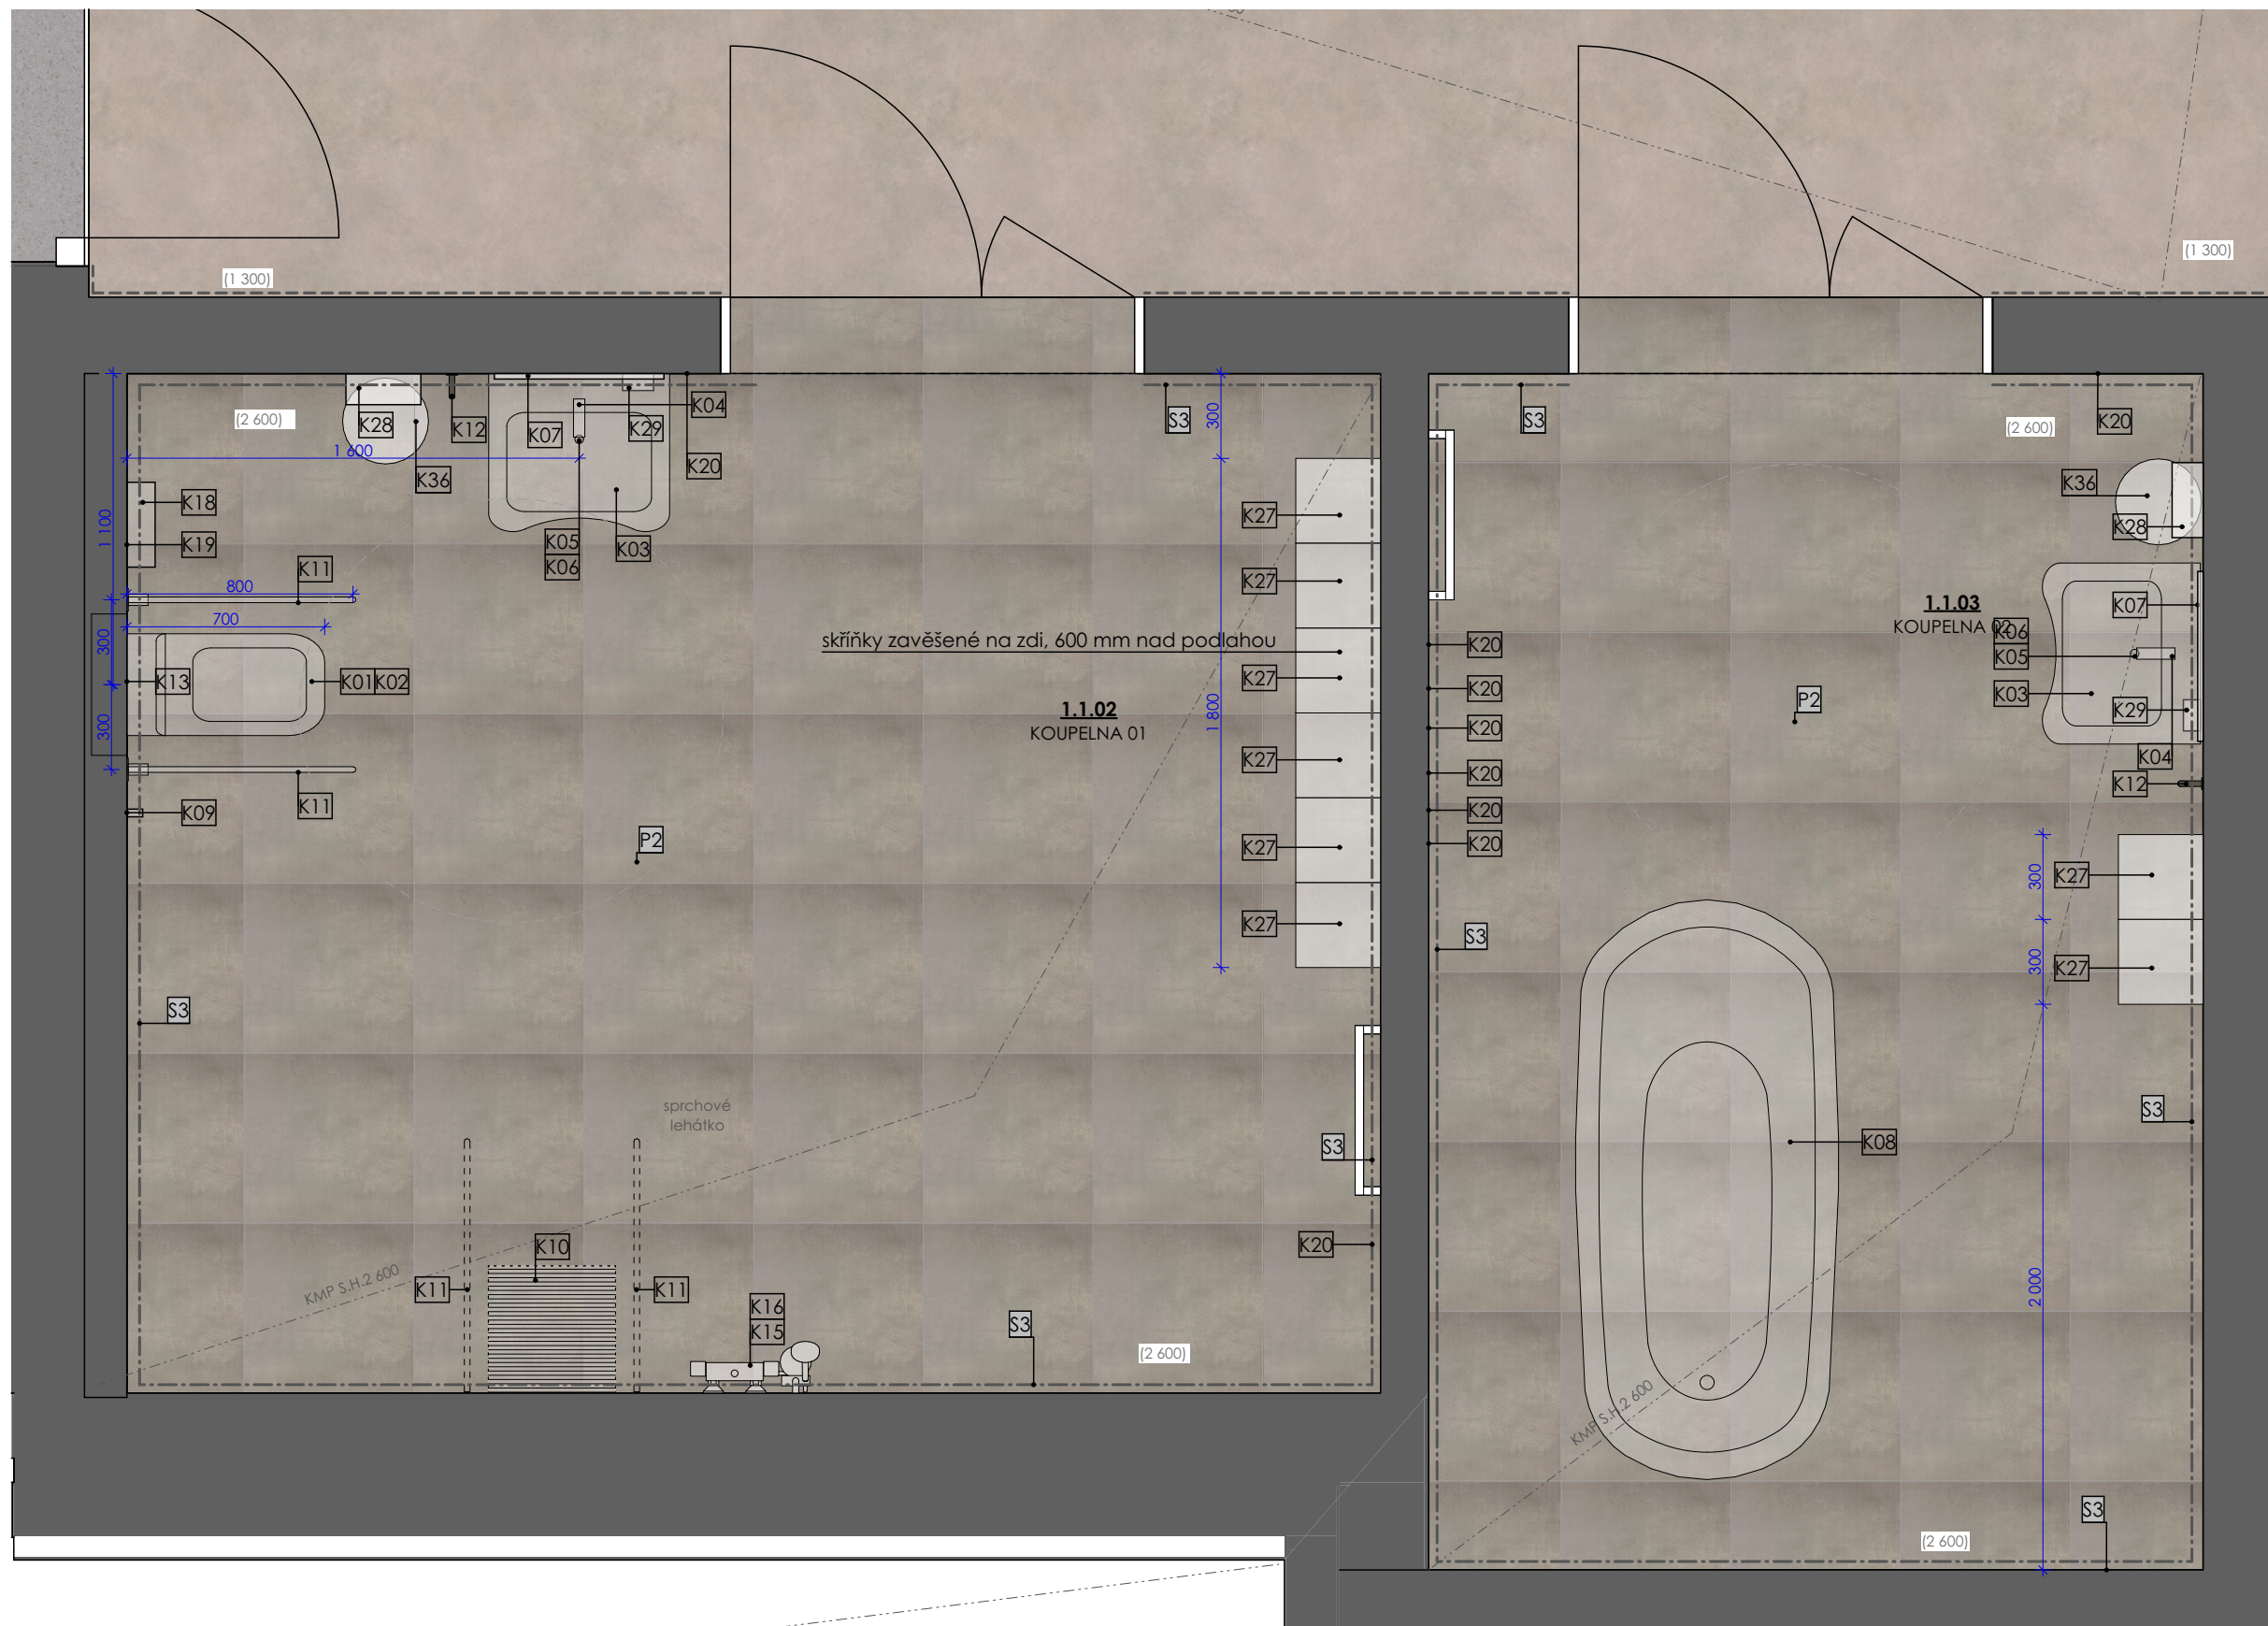 (1 300)
(1 300)
(2 600)
K28
K12
K07
K29
K04
K20
K36
1 600
K18
K19
1 100
K05
K06
K03
K11
800
700
300
300
K13
K01
K02
K11
K09
S3
300
K27
K27
skříňky zavěšené na zdi, 600 mm nad podlahou
K27
1 800
1.1.02
KOUPELNA 01
K27
K27
K27
P2
S3
sprchové
lehátko
S3
K20
KMP S.H.2 600
K10
K11
K11
K16
K15
S3
(2 600)
S3
(2 600)
K20
K36
K28
1.1.03
KOUPELNA 02
K07
K06
K05
K03
K29
K04
K12
K20
K20
K20
K20
K20
K20
P2
S3
300
K27
300
K27
S3
K08
2 000
KMP S.H.2 600
S3
(2 600)